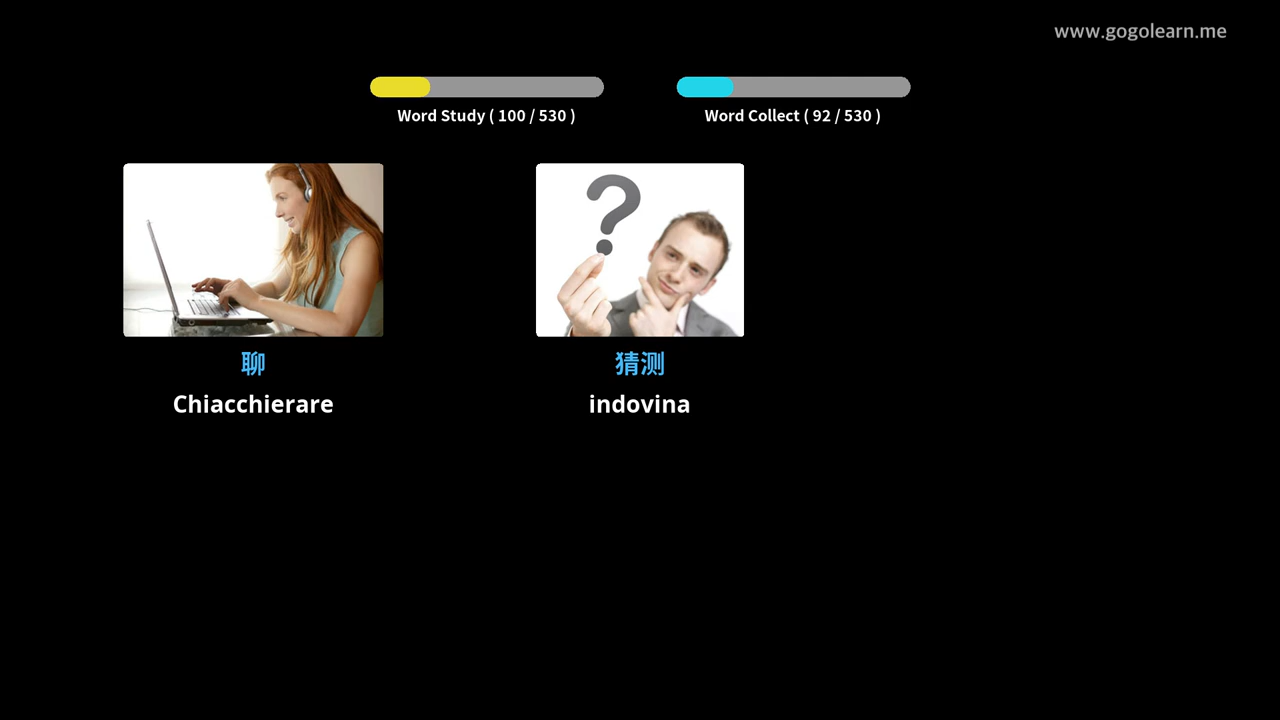 www.gogolearn.me
Word Study ( 100 / 530 )
Word Collect ( 92 / 530 )
聊
猜测
Chiacchierare
indovina